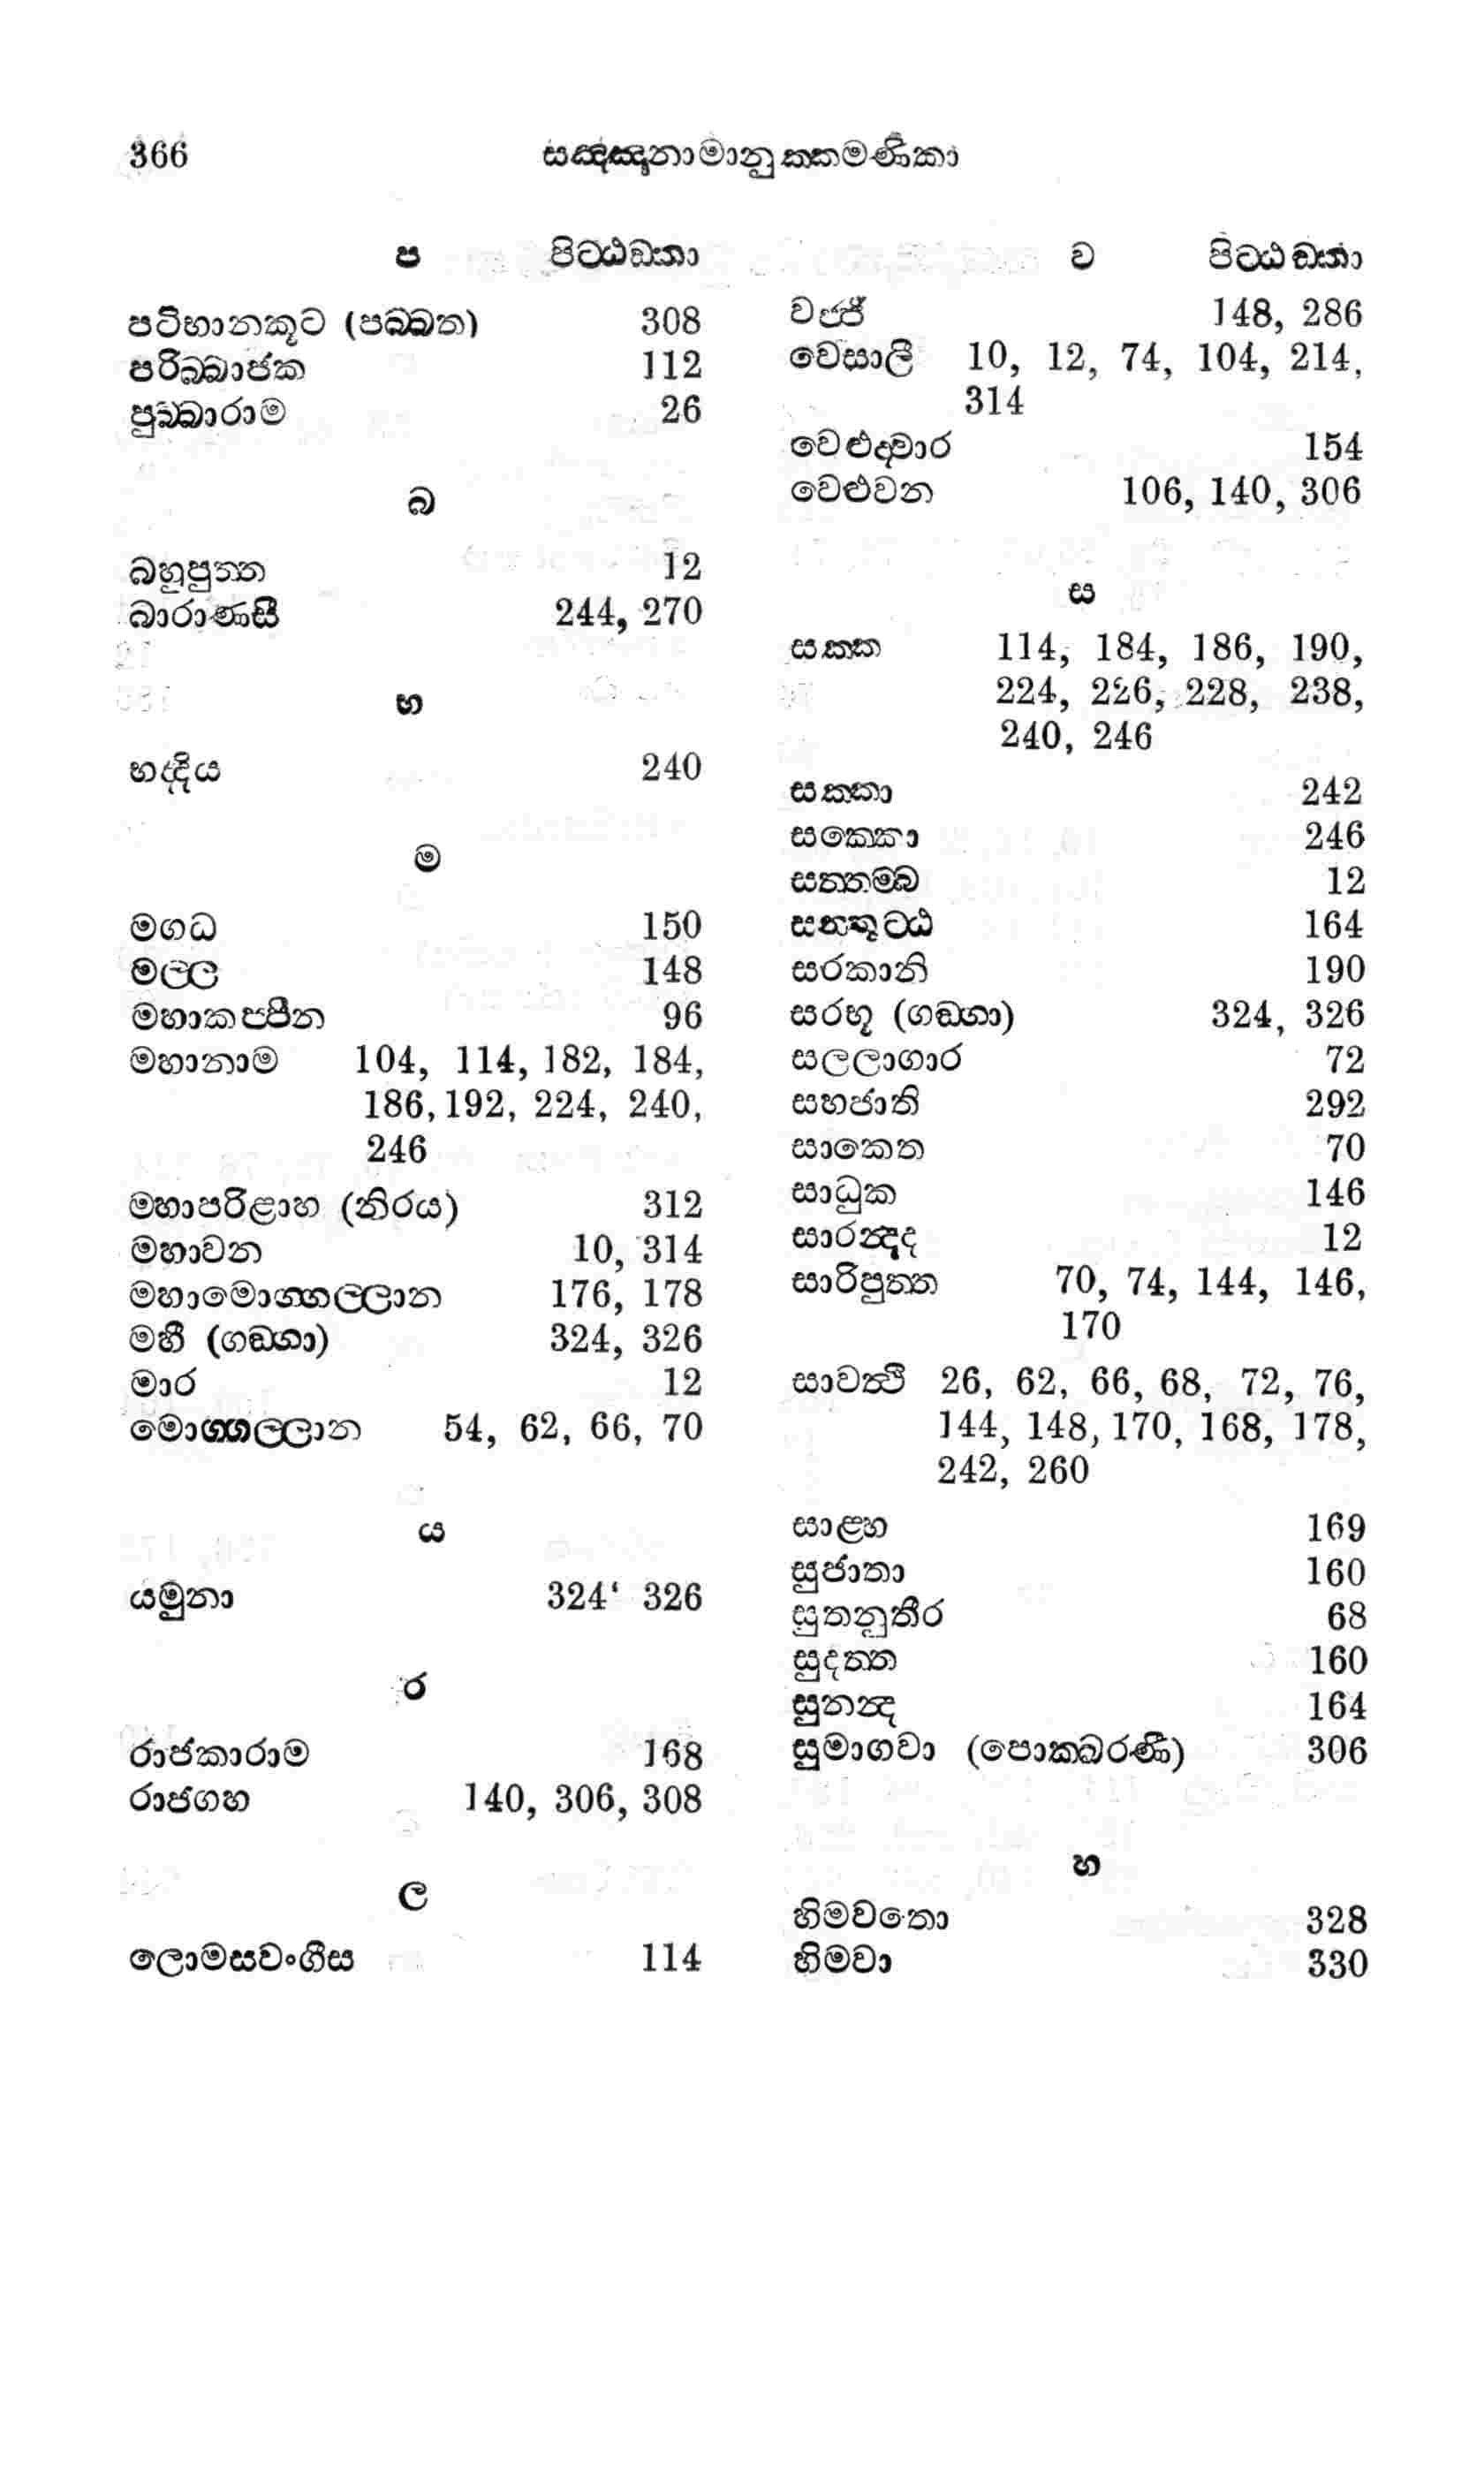 366 සඤ්ඤානාමානුක්කමණිකා
ප පිට්ඨඞ්කා
පටිභානකූට (පබ්බත) 308
පරිබ්බාජක 112
පුබ්බාරාම 26
බ
බහුපුත්ත 12
බාරාණසී 244, 270
භ
භද්දිය 240
ම
මගධ 150
මල්ල 148
මහාකප්පීන 96
මහානාම 104, 114, 182, 184,
186, 192, 224, 240,
246
මහාපරිළාහ (නිරය) 312
මහාවන 10, 314
මහාමොග්ගල්ලාන 176, 178
මහී (ගඞ්ගා) 324, 326
මාර 12
මොග්ගල්ලාන 54, 62, 66, 70
ය
යමුනා 324‘ 326
ර
රාජකාරාම 168
රාජගහ 140, 306, 308
ල
ලොමසවංගීස 114
ව පිට්ඨඞ්කා
වජ්ජී 148, 286
වෙසාලී 10, 12, 74, 104, 214,
314
වෙළුද්වාර 154
වෙළුවන 106, 140, 306
ස
සක්ක 114, 184, 186, 190,
224, 226, 228, 238,
240, 246
සක්කා 242
සක්කො 246
සත්තම්බ 12
සන්තුට්ඨ 164
සරකානි 190
සරභූ (ගඞ්ගා) 324, 326
සලලාගාර 72
සහජාති 292
සාකෙත 70
සාධුක 146
සාරන්දද 12
සාරිපුත්ත 70, 74, 144, 146,
170
සාවත්ථි 26, 62, 66, 68, 72, 76,
144, 148, 170, 168, 178,
242, 260
සාළ්හ 169
සුජාතා 160
සුතනුතීර 68
සුදත්ත 160
සුනන්ද 164
සුමාගවා (පොක්ඛරණී) 306
හ
හිමවතො 328
හිමවා 330